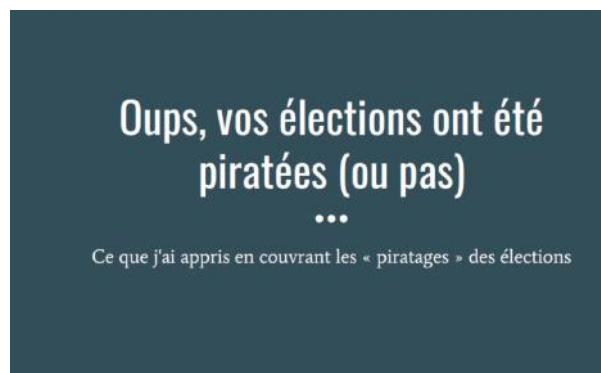 Oups, vos élections ont été
piratées (ou pas)
Ce que j'ai appris en couvrant les « piratages » des élections